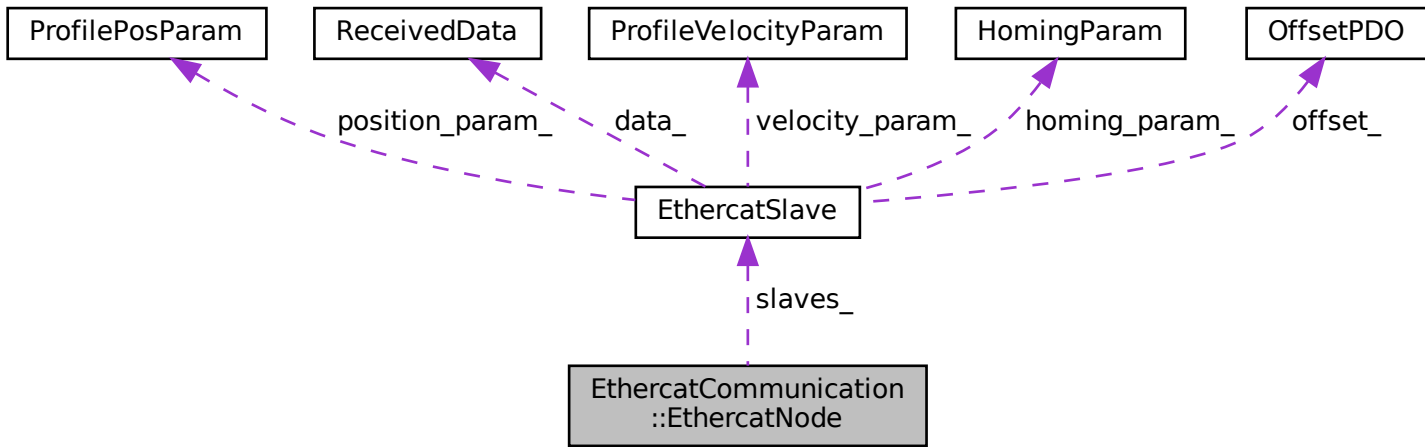 ProfilePosParam
ReceivedData
ProfileVelocityParam
HomingParam
OffsetPDO
position_param_
data_
velocity_param_
homing_param_
offset_
EthercatSlave
slaves_
EthercatCommunication
::EthercatNode